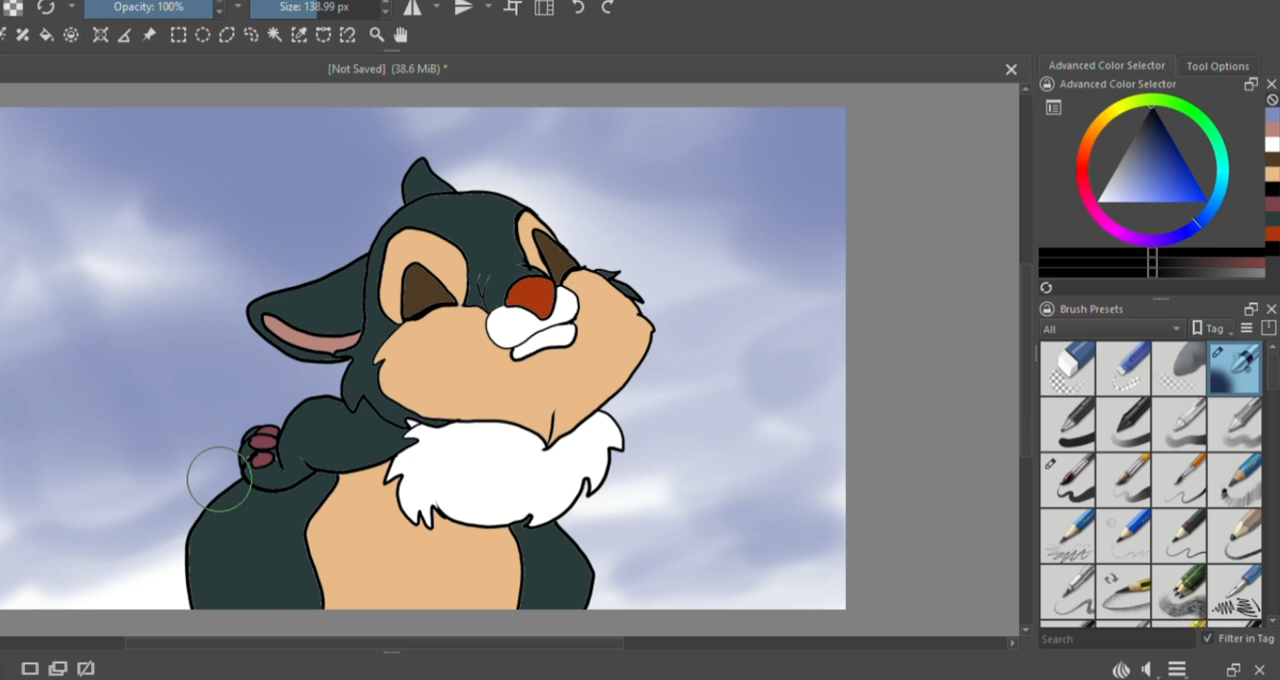 Opacity: 100%
Size: 138.99 px
[Not Saved] (38.6 MiB) *
Advanced Color Selector
Tool Options
Advanced Color Selector
Brush Presets
All
Tag
Search
Filter in Tag